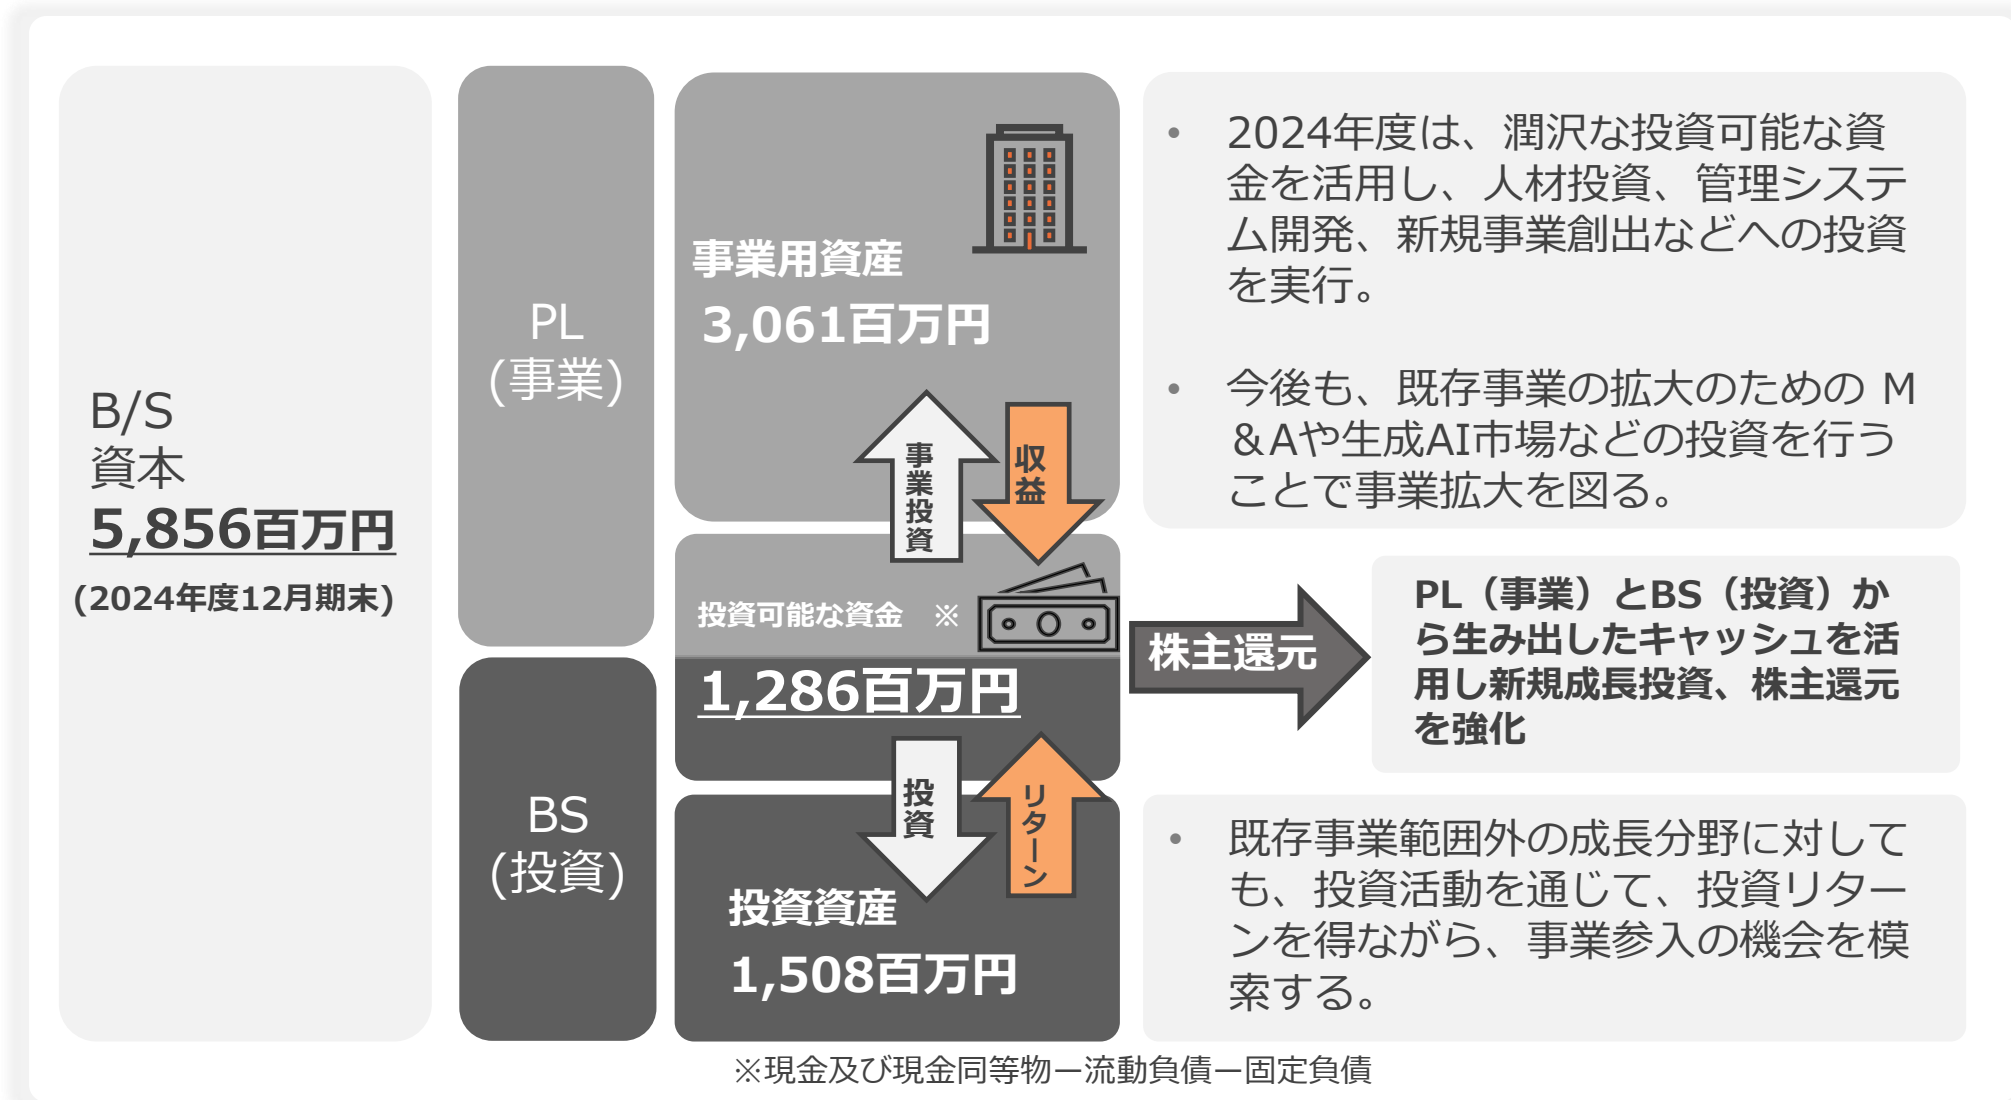 B/S
資本
5,856百万円
(2024年度12月期末)
PL
(事業)
BS
(投資)
事業用資産
3,061百万円
事業投資
収益
投資可能な資金　※
1,286百万円
投資
リターン
投資資産
1,508百万円
• 2024年度は、潤沢な投資可能な資
金を活用し、人材投資、管理システ
ム開発、新規事業創出などへの投資
を実行。
• 今後も、既存事業の拡大のための M
＆Aや生成AI市場などの投資を行う
ことで事業拡大を図る。
株主還元
PL（事業）とBS（投資）か
ら生み出したキャッシュを活
用し新規成長投資、株主還元
を強化
• 既存事業範囲外の成長分野に対して
も、投資活動を通じて、投資リター
ンを得ながら、事業参入の機会を模
索する。
※現金及び現金同等物ー流動負債ー固定負債